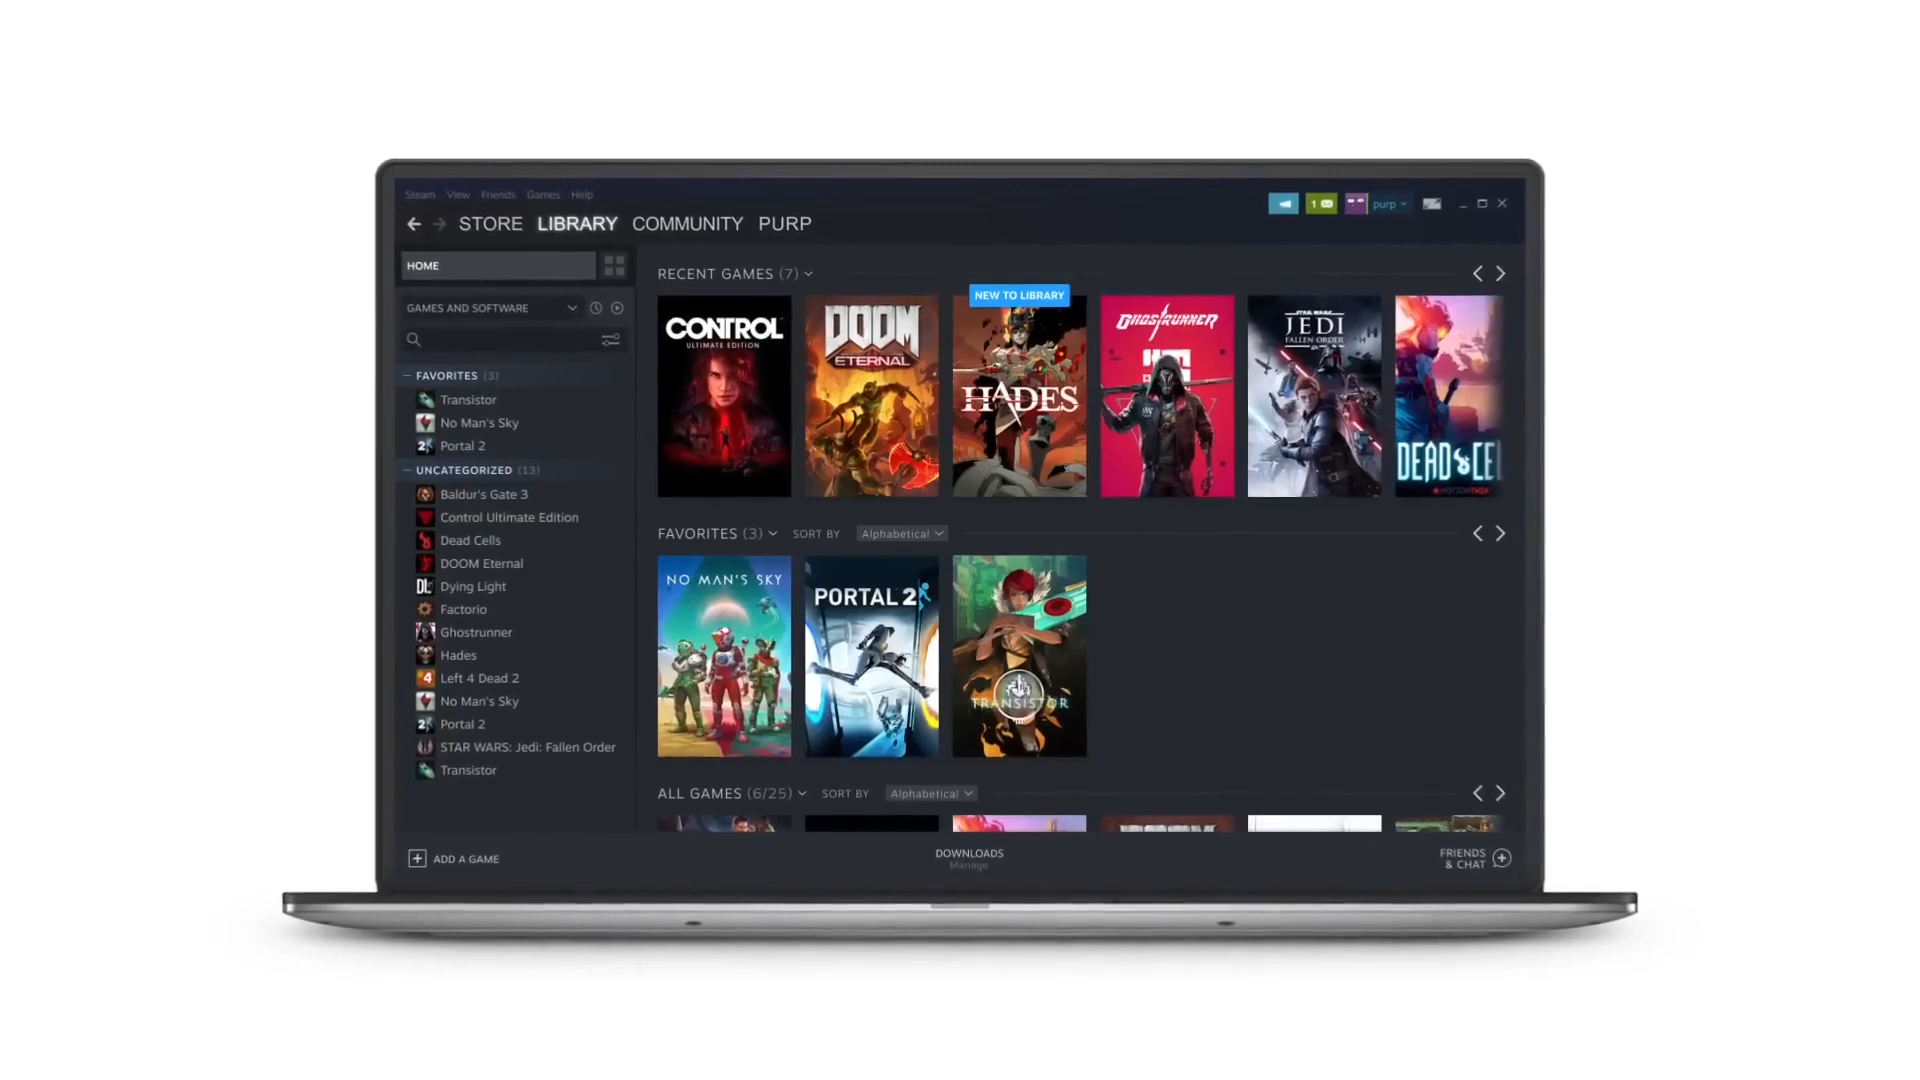 Steam View Friends Games Help
STORE LIBRARY COMMUNITY PURP
1
purp
HOME
GAMES AND SOFTWARE
FAVORITES (3)
Transistor
No Man's Sky
Portal 2
UNCATEGORIZED (13)
Baldur's Gate 3
Control Ultimate Edition
Dead Cells
DOOM Eternal
Dying Light
Factorio
Ghostrunner
Hades
Left 4 Dead 2
No Man's Sky
Portal 2
STAR WARS: Jedi: Fallen Order
Transistor
RECENT GAMES (7)
NEW TO LIBRARY
CONTROL
ULTIMATE EDITION
DOOM
ETERNAL
HADES
GHOSTRUNNER
STAR WARS
JEDI
FALLEN ORDER
DEAD CEL
MOTIONTWIN
FAVORITES (3) SORT BY Alphabetical
NO MAN'S SKY
PORTAL 2
TRANSISTOR
ALL GAMES (6/25) SORT BY Alphabetical
ADD A GAME
DOWNLOADS
Manage
FRIENDS
& CHAT